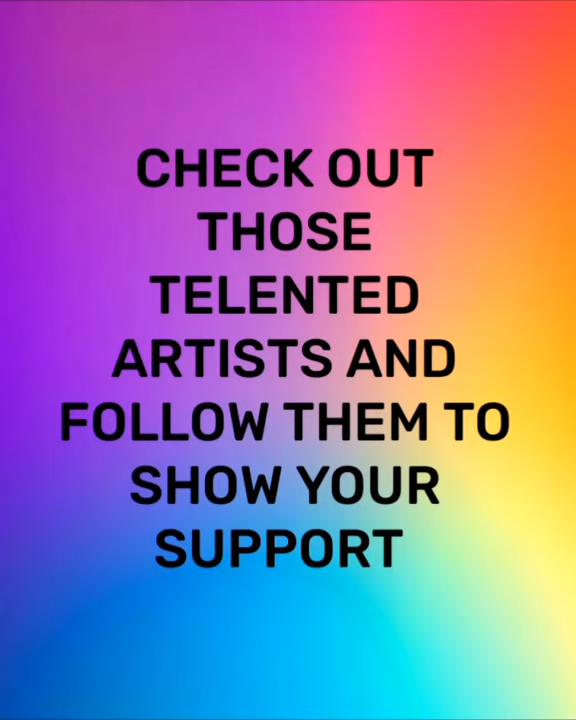 CHECK OUT
THOSE
TELENTED
ARTISTS AND
FOLLOW THEM TO
SHOW YOUR
SUPPORT